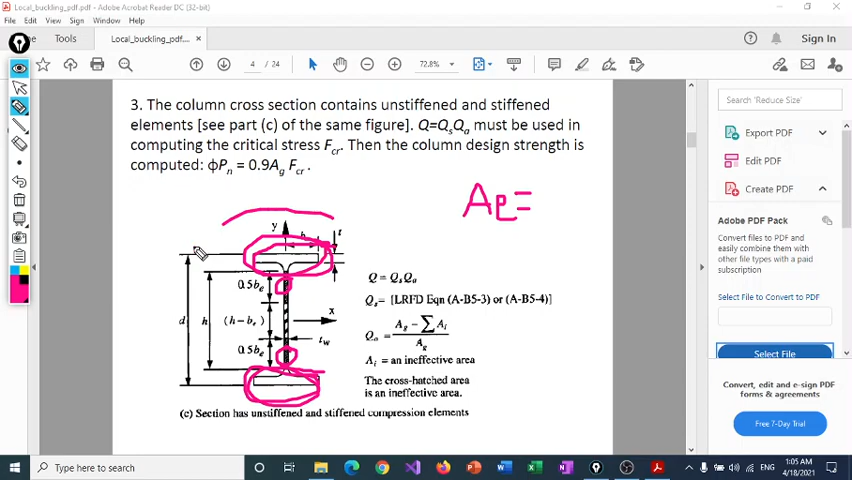 Local_buckling_pdf.pdf - Adobe Acrobat Reader DC (32-bit)
File Edit View Sign Window Help
Tools
Local_buckling_pdf....
Sign In
4 / 24
72.8%
3. The column cross section contains unstiffened and stiffened
elements [see part (c) of the same figure]. Q=QsQa must be used in
computing the critical stress Fcr. Then the column design strength is
computed: ϕPn = 0.9Ag Fcr .
Ae=
y
b
t
0.5be
d
h
(h−be)
x
0.5be
tw
Q = QsQa
Qs= [LRFD Eqn (A-B5-3) or (A-B5-4)]
Qa = Ag − ∑Ai / Ag
Ai = an ineffective area
The cross-hatched area
is an ineffective area.
(c) Section has unstiffened and stiffened compression elements
Search 'Reduce Size'
Export PDF
Edit PDF
Create PDF
Adobe PDF Pack
Convert files to PDF and
easily combine them with
other file types with a paid
subscription
Select File to Convert to PDF
Select File
Convert, edit and e-sign PDF
forms & agreements
Free 7-Day Trial
Type here to search
ENG
1:05 AM
4/18/2021